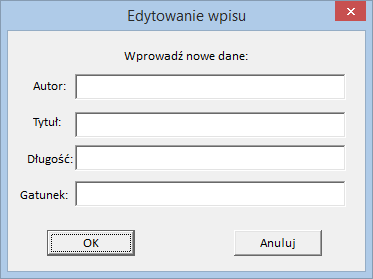 Edytowanie wpisu
Wprowadź nowe dane:
Autor:
Tytuł:
Długość:
Gatunek:
OK
Anuluj